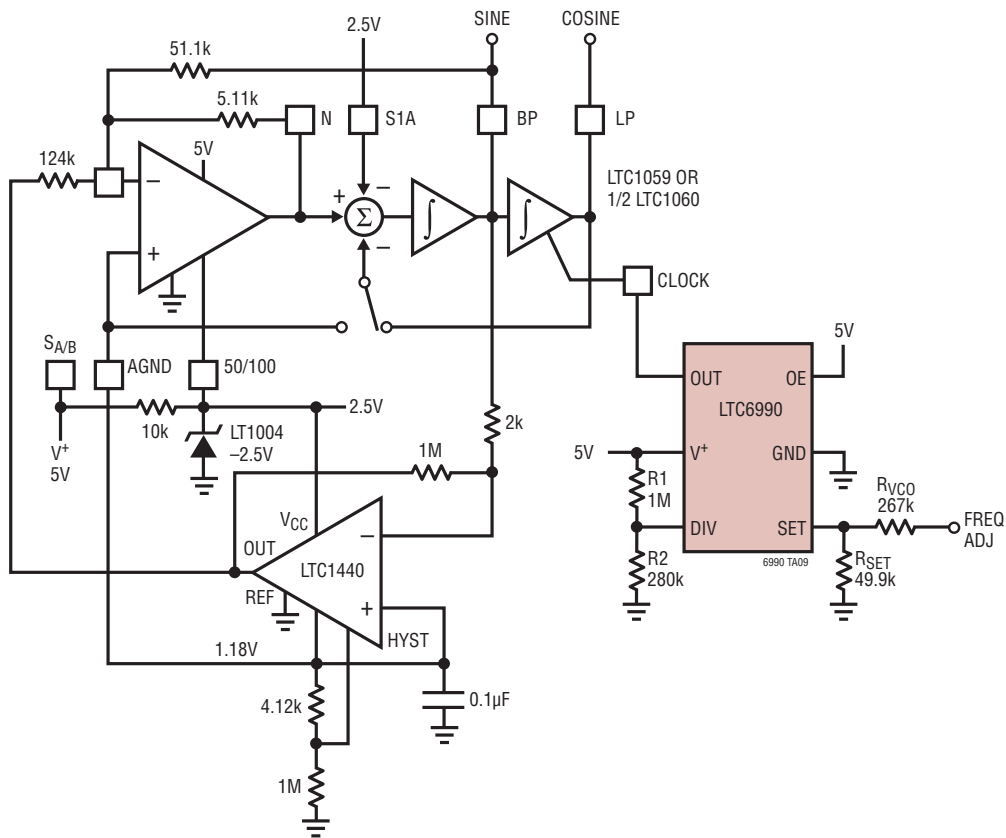 SINE
COSINE
2.5V
51.1k
5.11k
N
S1A
BP
LP
124k
5V
LTC1059 OR
1/2 LTC1060
−
+
+
−
Σ
−
∫
∫
CLOCK
SA/B
AGND
50/100
5V
OUT
OE
LTC6990
10k
2.5V
LT1004
–2.5V
V+
5V
2k
1M
5V
V+
GND
R1
1M
RVCO
267k
DIV
SET
FREQ
ADJ
6990 TA09
R2
280k
RSET
49.9k
VCC
OUT
−
LTC1440
REF
+
HYST
1.18V
4.12k
0.1µF
1M